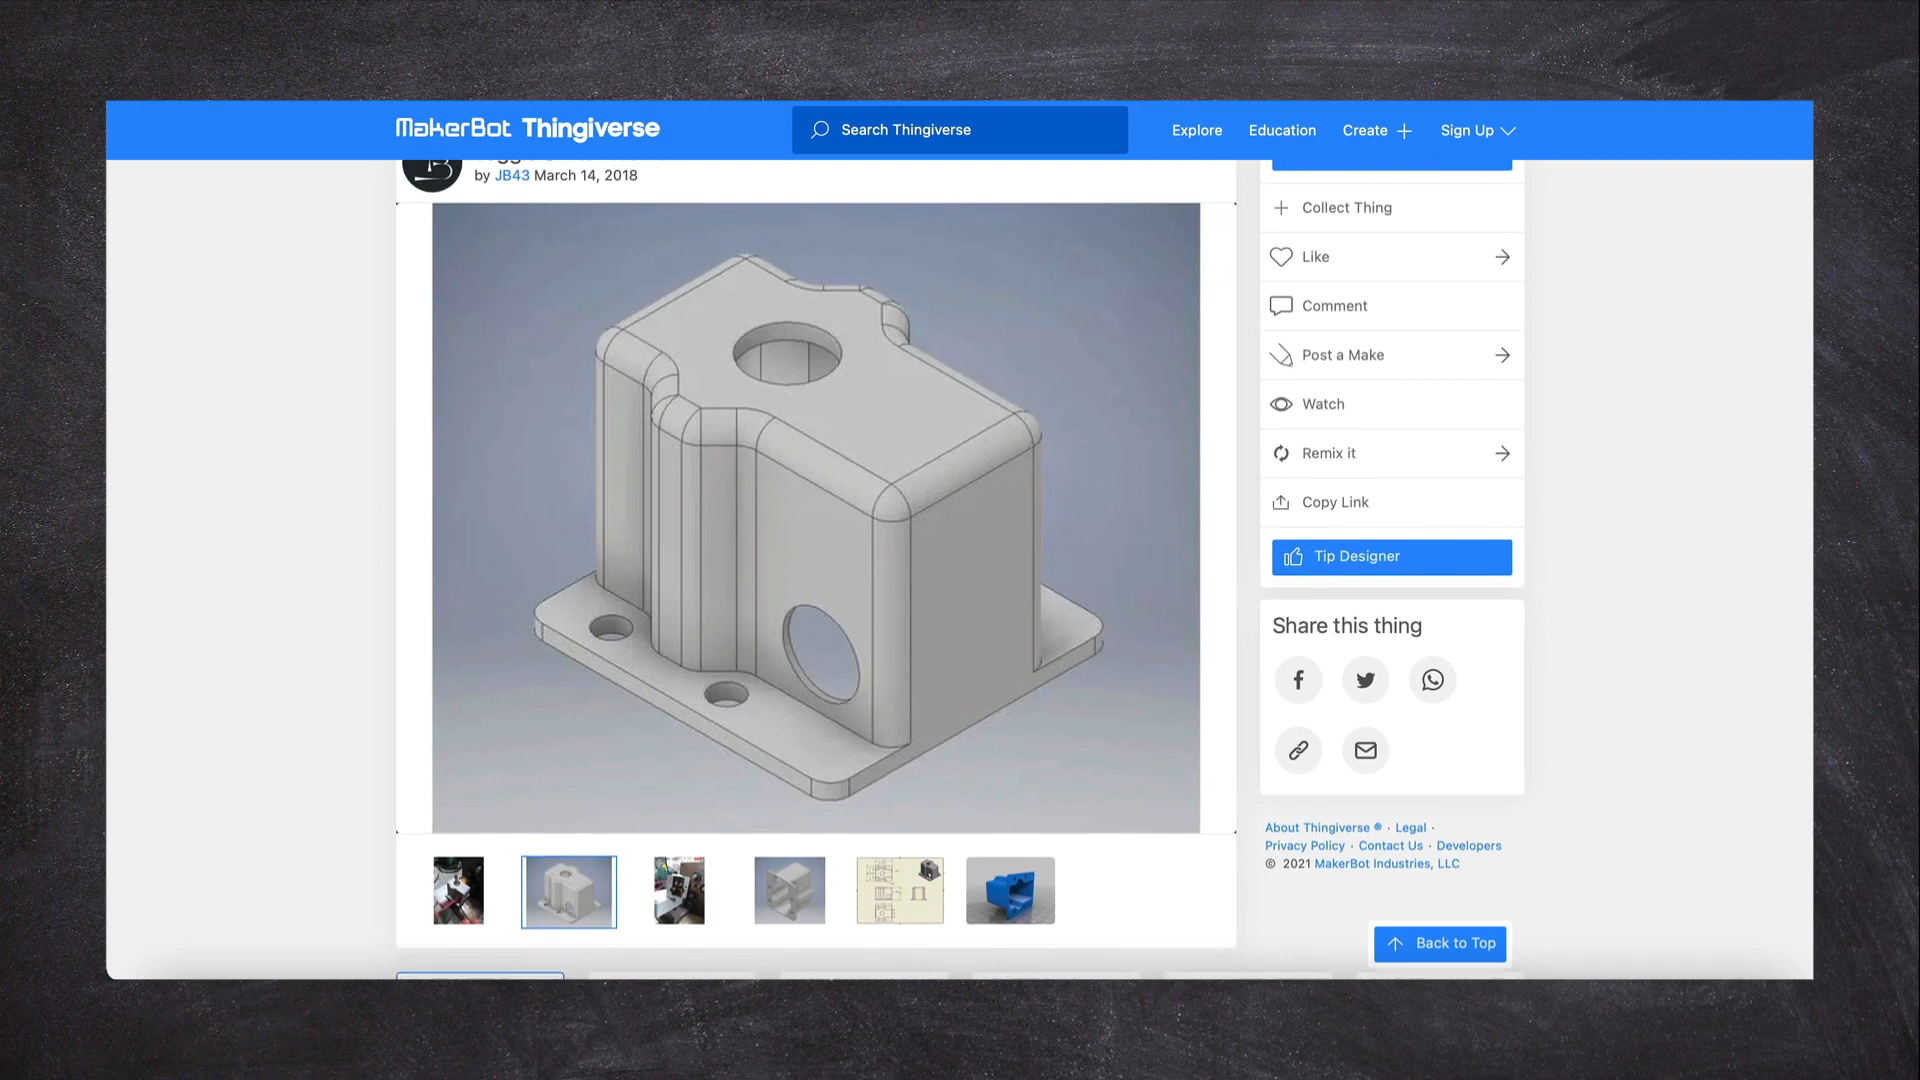 MakerBot Thingiverse
Search Thingiverse
Explore
Education
Create
Sign Up
by JB43 March 14, 2018
Collect Thing
Like
Comment
Post a Make
Watch
Remix it
Copy Link
Tip Designer
Share this thing
About Thingiverse ® · Legal ·
Privacy Policy · Contact Us · Developers
© 2021 MakerBot Industries, LLC
Back to Top